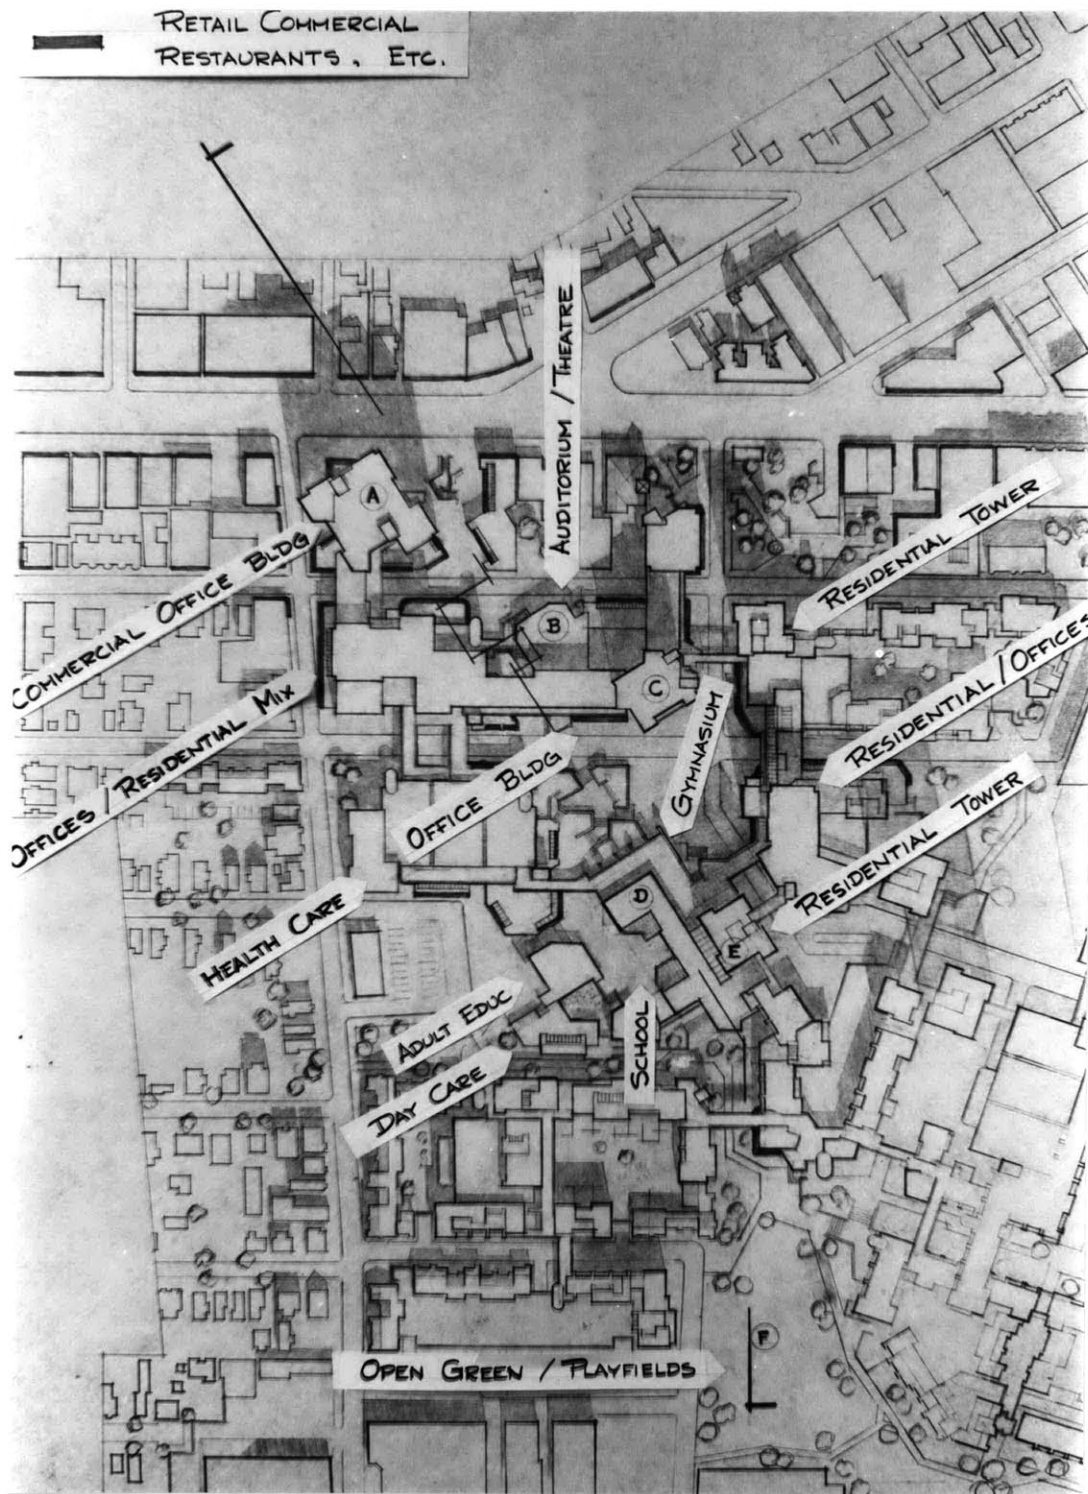 RETAIL COMMERCIAL
RESTAURANTS, ETC.
AUDITORIUM / THEATRE
A
COMMERCIAL OFFICE BLDG
RESIDENTIAL TOWER
B
C
OFFICES / RESIDENTIAL MIX
RESIDENTIAL / OFFICES
GYMNASIUM
OFFICE BLDG
RESIDENTIAL TOWER
D
E
HEALTH CARE
ADULT EDUC
SCHOOL
DAY CARE
F
OPEN GREEN / PLAYFIELDS